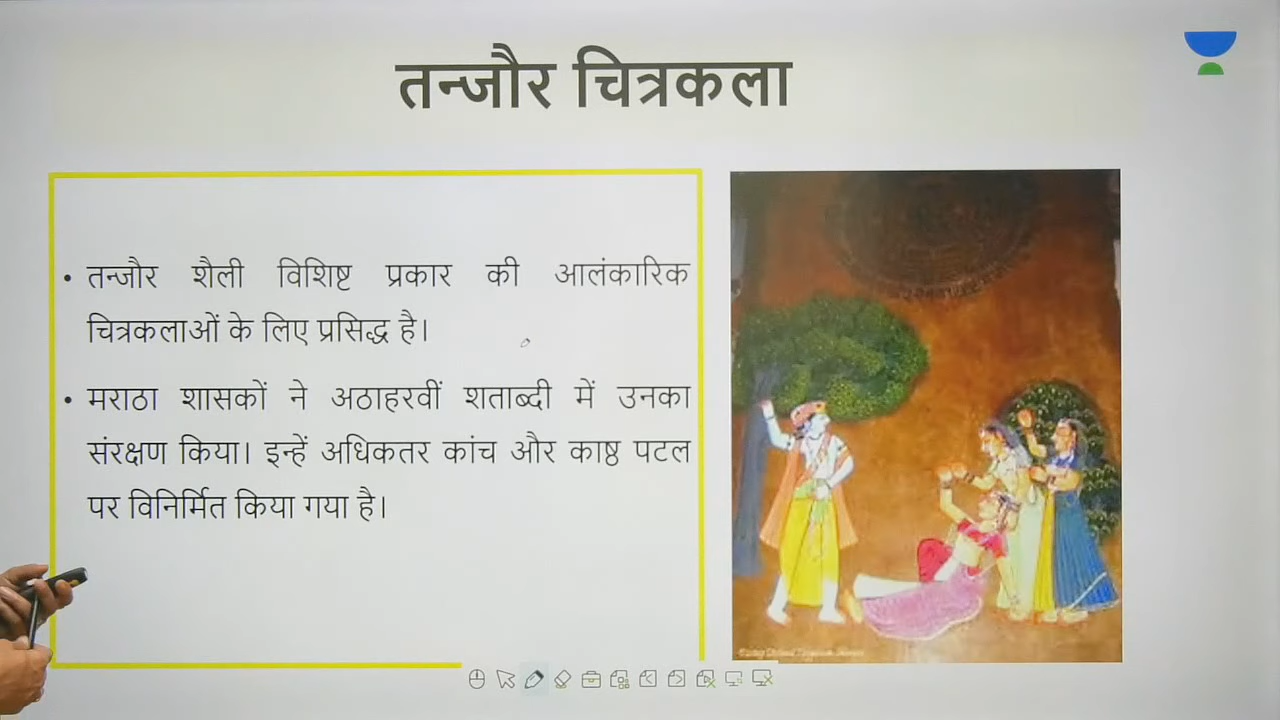 तन्जौर चित्रकला
• तन्जौर शैली विशिष्ट प्रकार की आलंकारिक
चित्रकलाओं के लिए प्रसिद्ध है।
• मराठा शासकों ने अठाहरवीं शताब्दी में उनका
संरक्षण किया। इन्हें अधिकतर कांच और काष्ठ पटल
पर विनिर्मित किया गया है।